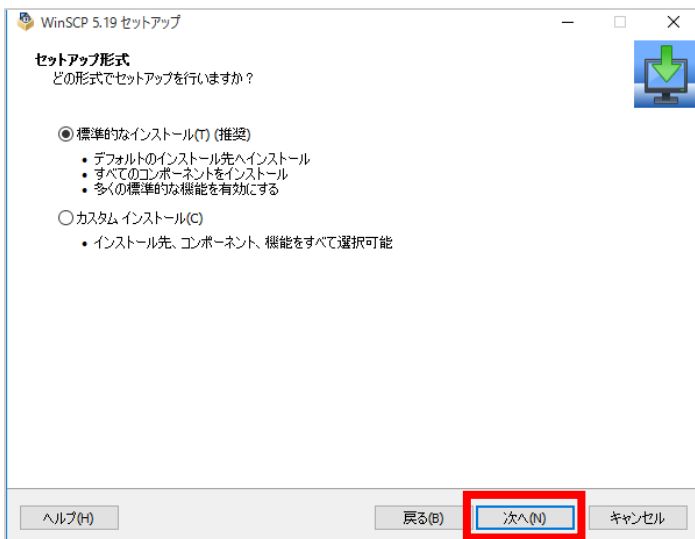 WinSCP 5.19 セットアップ
セットアップ形式
どの形式でセットアップを行いますか？
標準的なインストール(T) (推奨)
• デフォルトのインストール先へインストール
• すべてのコンポーネントをインストール
• 多くの標準的な機能を有効にする
カスタム インストール(C)
• インストール先、コンポーネント、機能をすべて選択可能
ヘルプ(H) 戻る(B) 次へ(N) キャンセル